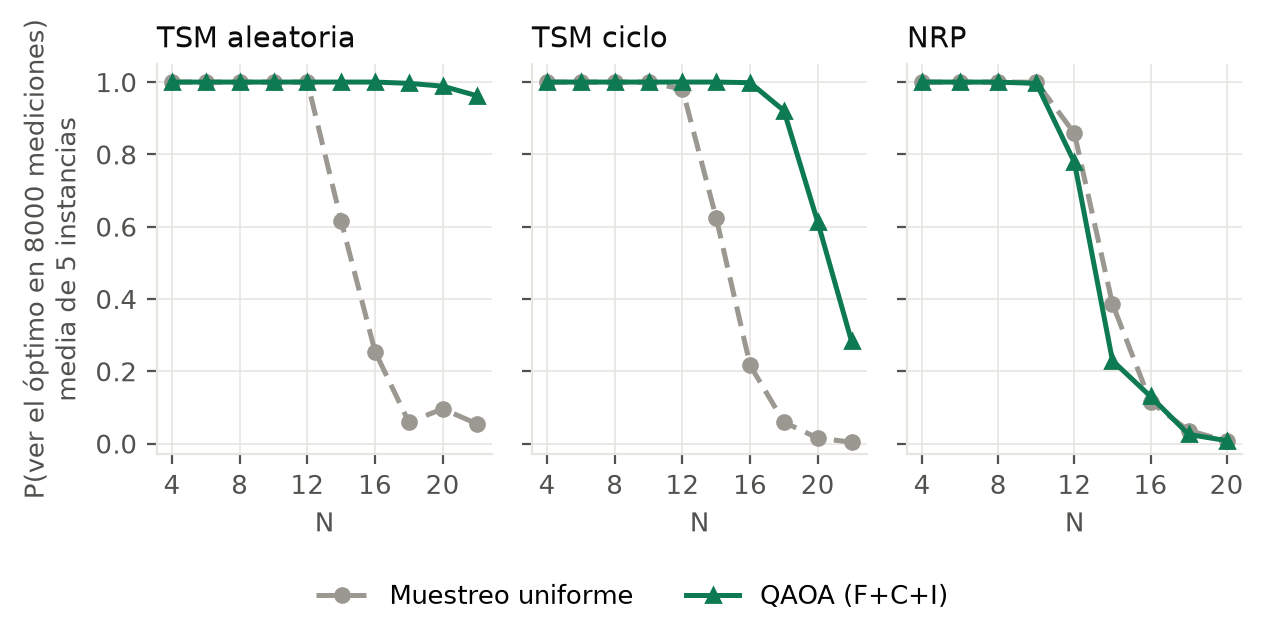 TSM aleatoria
TSM ciclo
NRP
P(ver el óptimo en 8000 mediciones)
media de 5 instancias
1.0
0.8
0.6
0.4
0.2
0.0
4 8 12 16 20
4 8 12 16 20
4 8 12 16 20
N
N
N
Muestreo uniforme
QAOA (F+C+I)